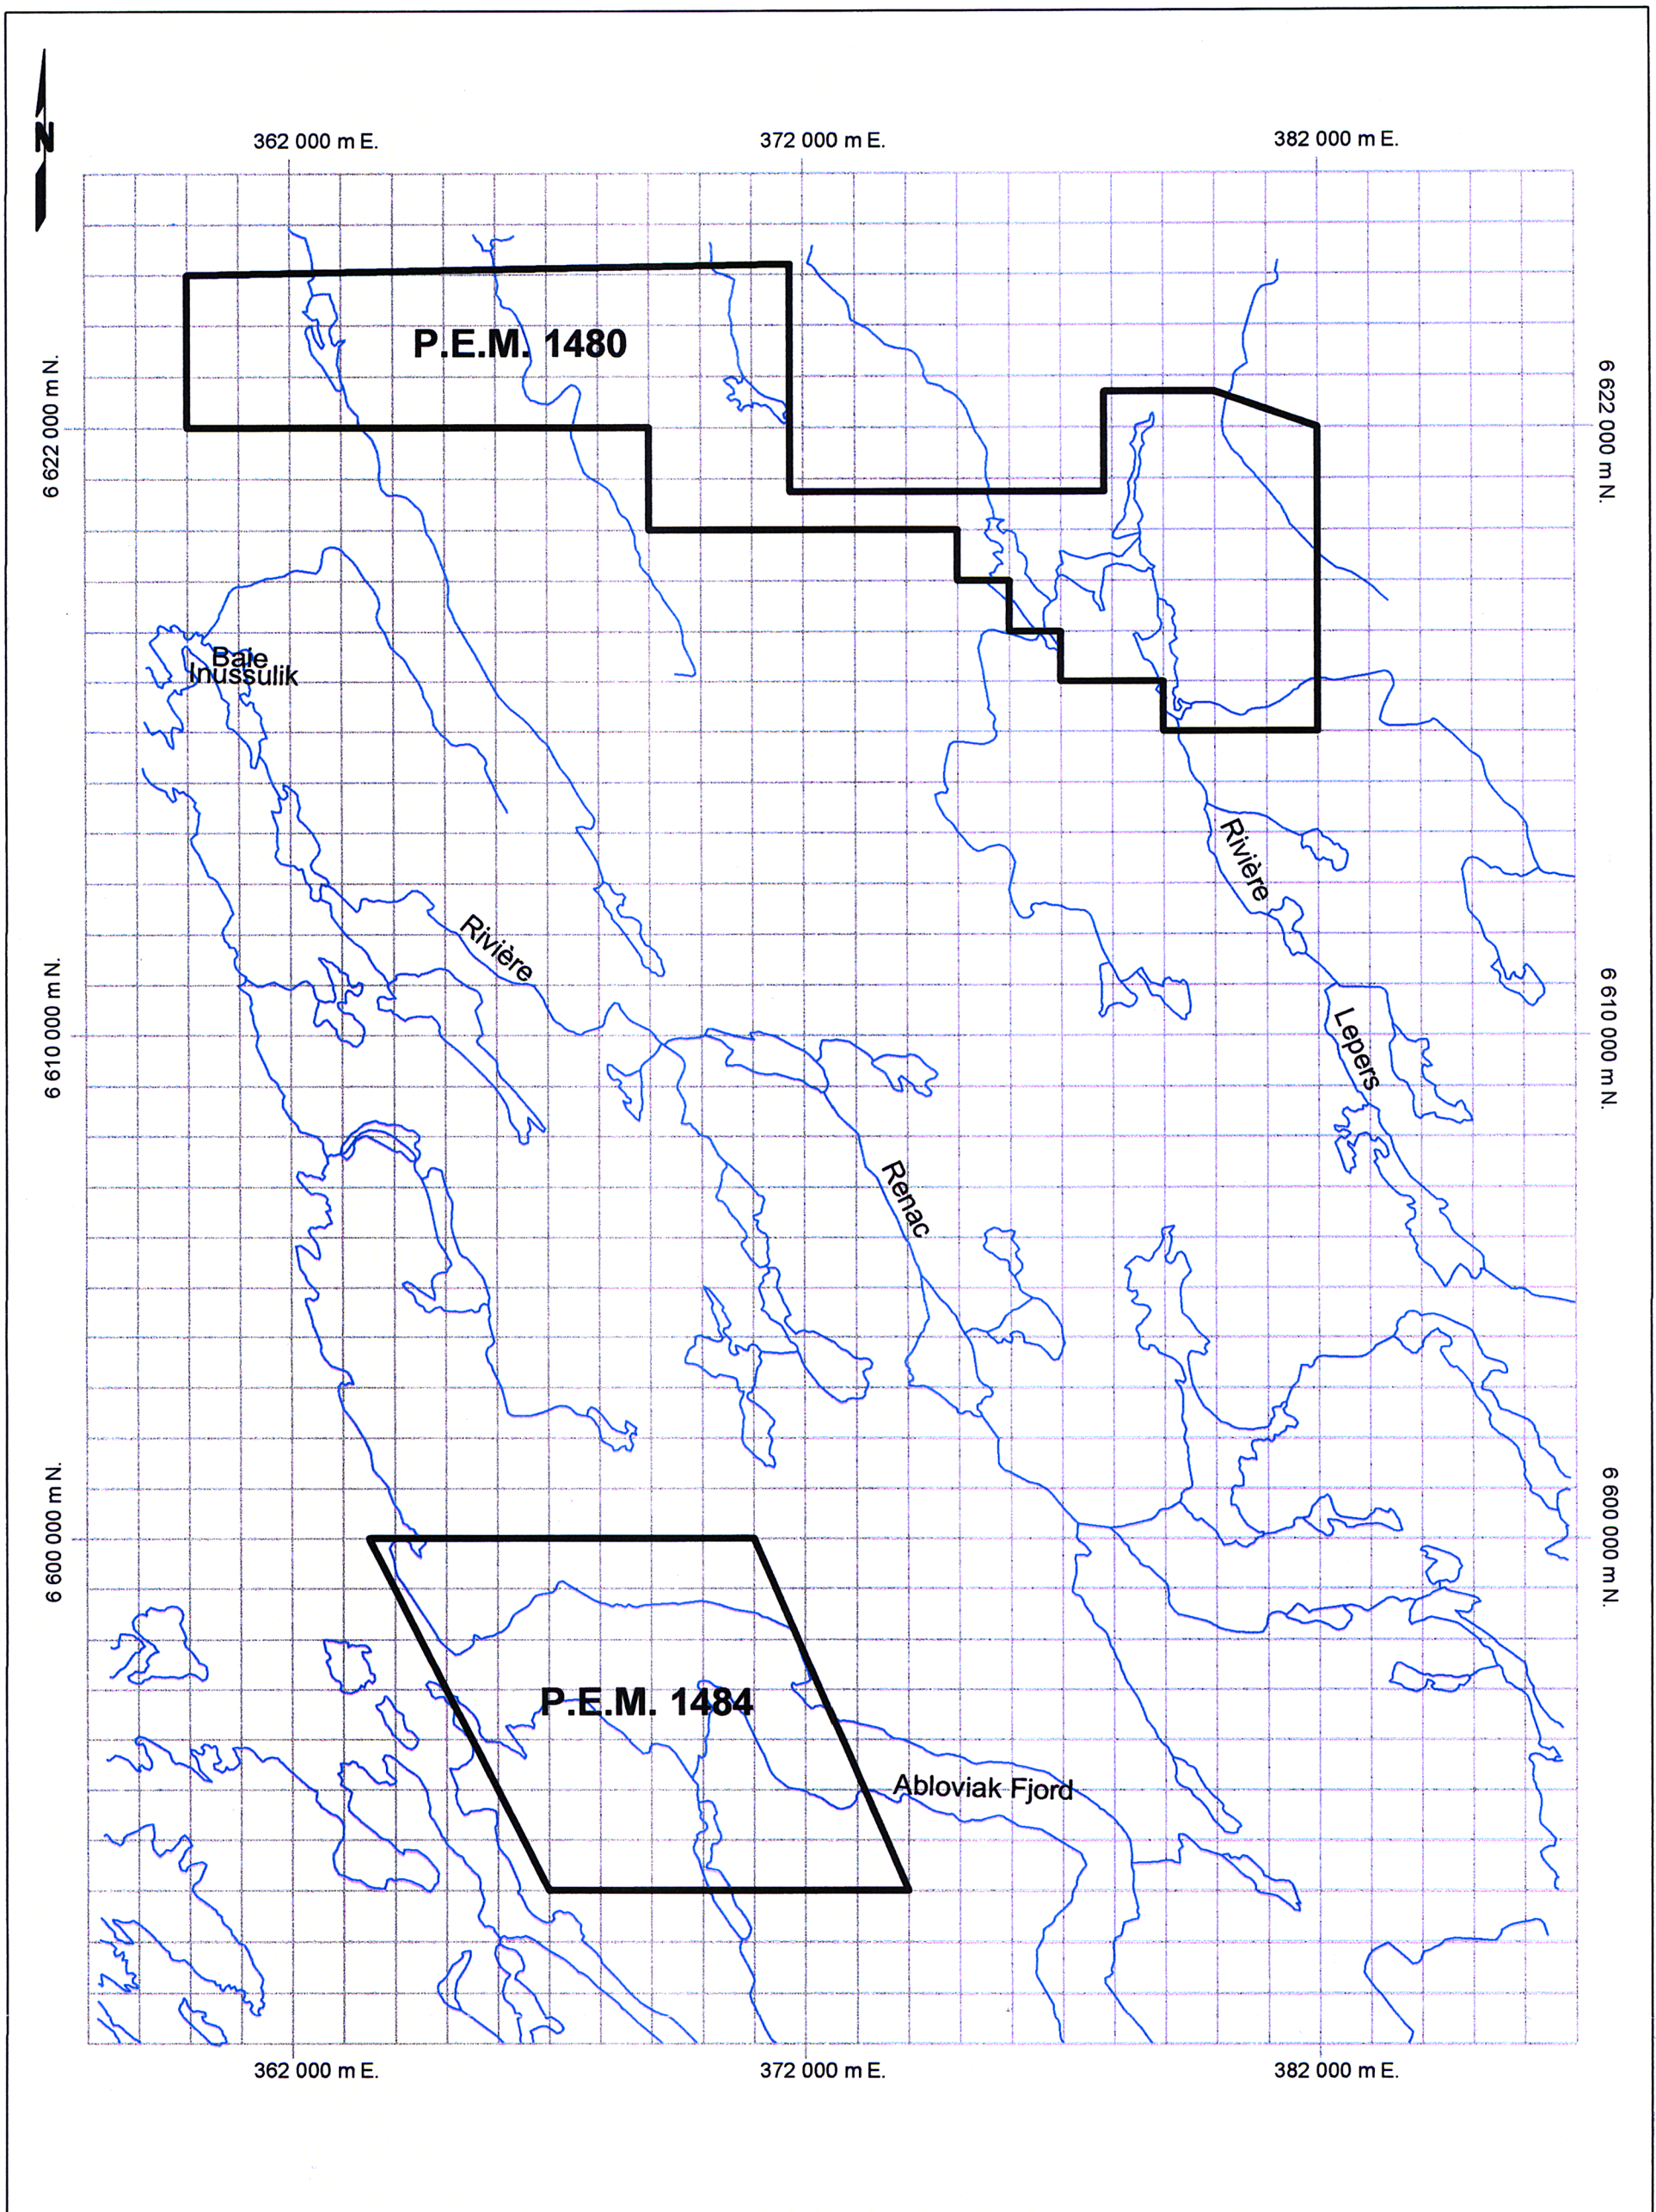 N
362 000 m E.
372 000 m E.
382 000 m E.
P.E.M. 1480
6 622 000 m N.
6 622 000 m N.
Baie
Inussulik
Rivière
Rivière
6 610 000 m N.
6 610 000 m N.
Lepers
Renac
6 600 000 m N.
6 600 000 m N.
P.E.M. 1484
Abloviak Fjord
362 000 m E.
372 000 m E.
382 000 m E.